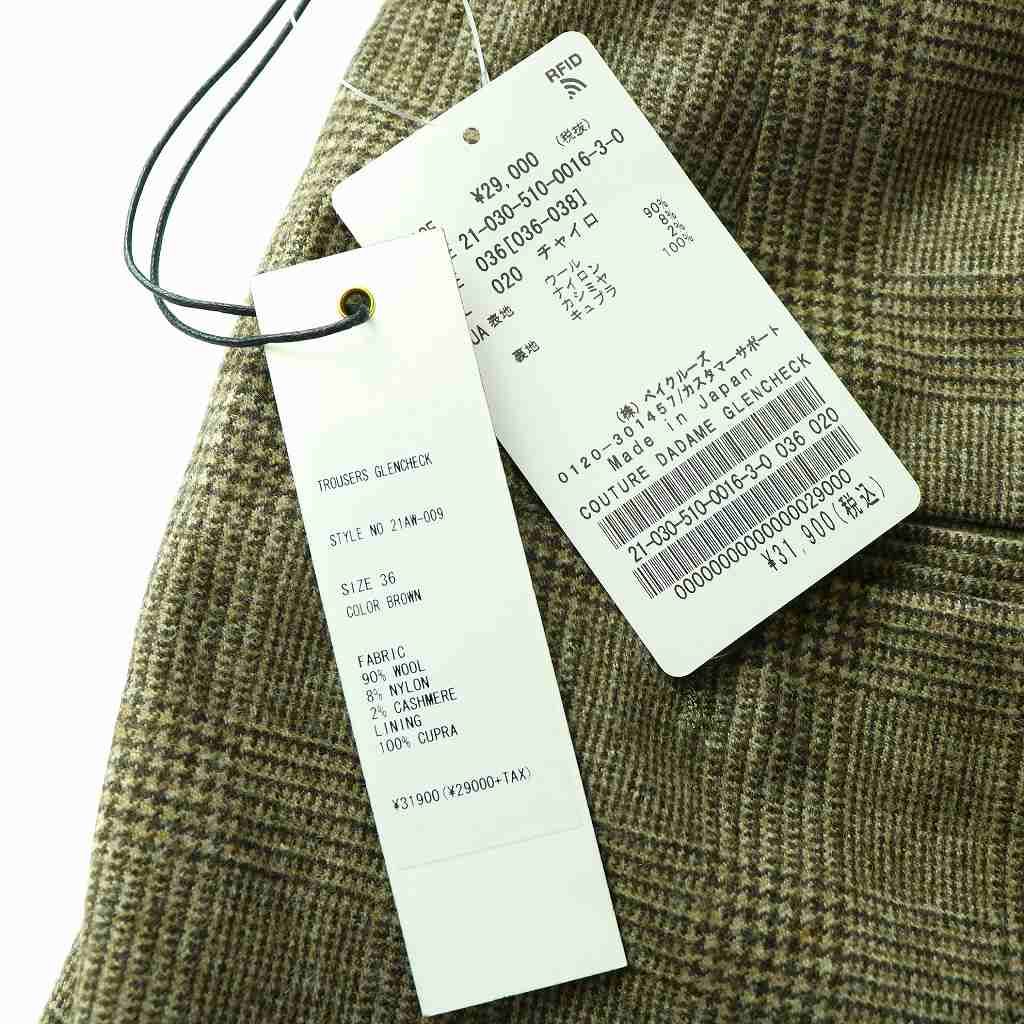 RFID
¥29,000 (税抜)
21-030-510-0016-3-0
036[036-038]
020 チャイロ
表地 ウール 90%
ナイロン 8%
カシミヤ 2%
裏地 キュプラ 100%
(株)ベイクルーズ
0120-301457/カスタマーサポート
Made in Japan
COUTURE DADAME GLENCHECK
21-030-510-0016-3-0 036 020
0000000000000029000
¥31,900(税込)
TROUSERS GLENCHECK
STYLE NO 21AW-009
SIZE 36
COLOR BROWN
FABRIC
90% WOOL
8% NYLON
2% CASHMERE
LINING
100% CUPRA
¥31900(¥29000+TAX)